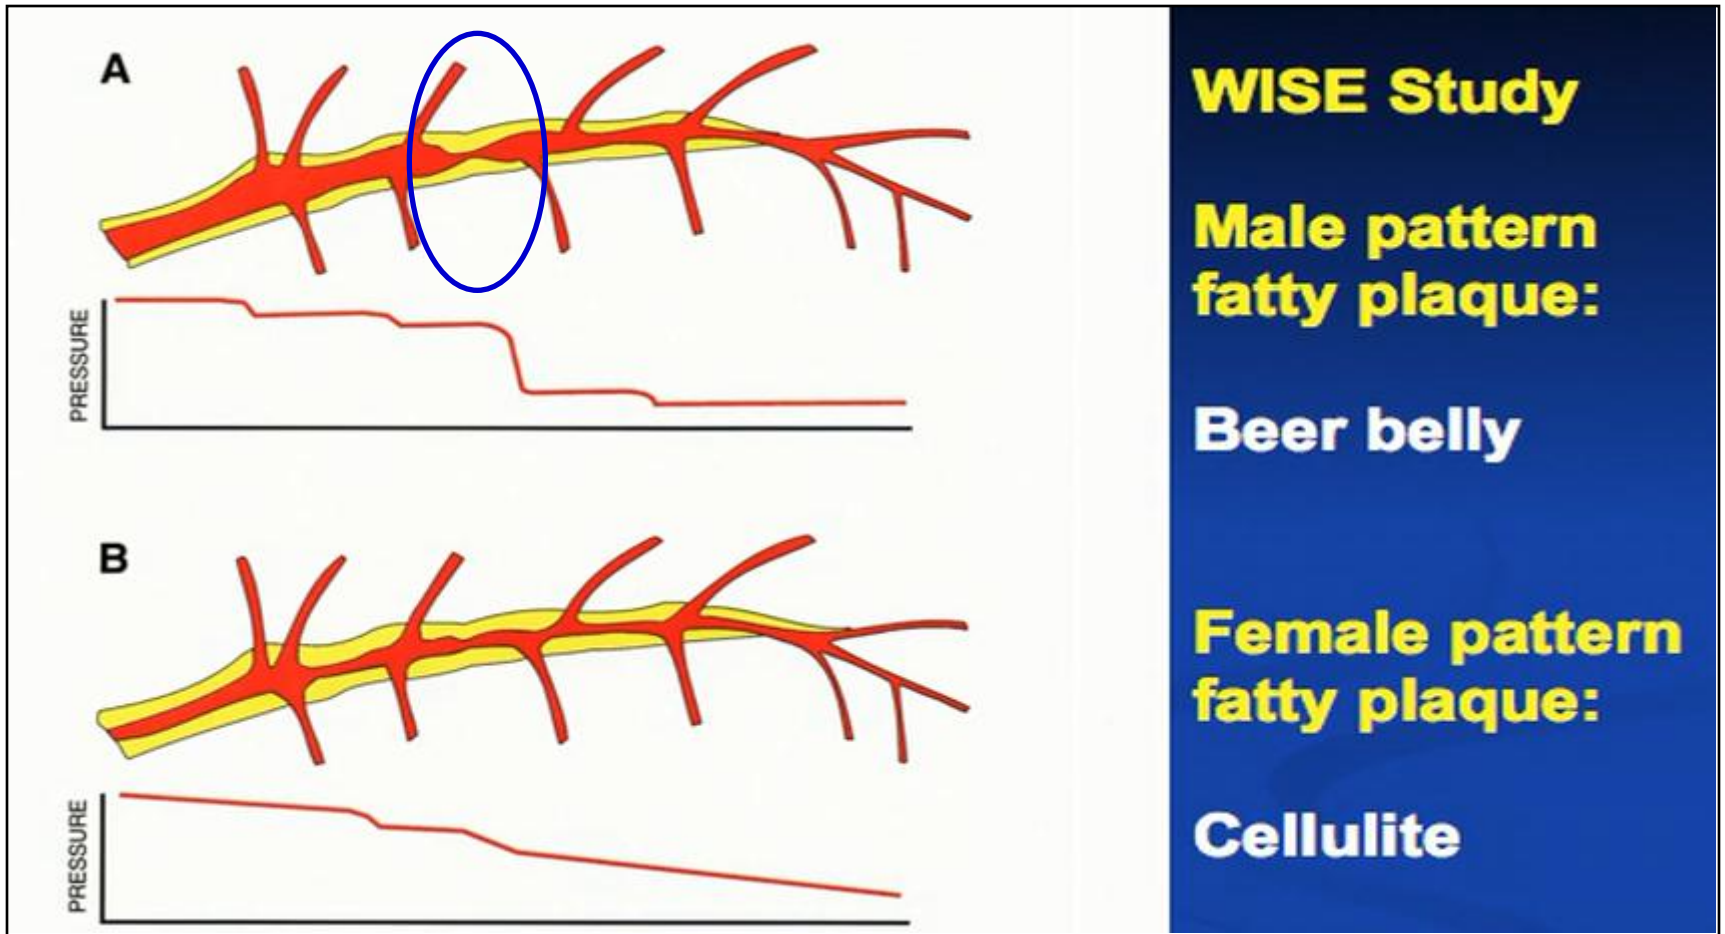 A
PRESSURE
B
PRESSURE
WISE Study
Male pattern
fatty plaque:
Beer belly
Female pattern
fatty plaque:
Cellulite